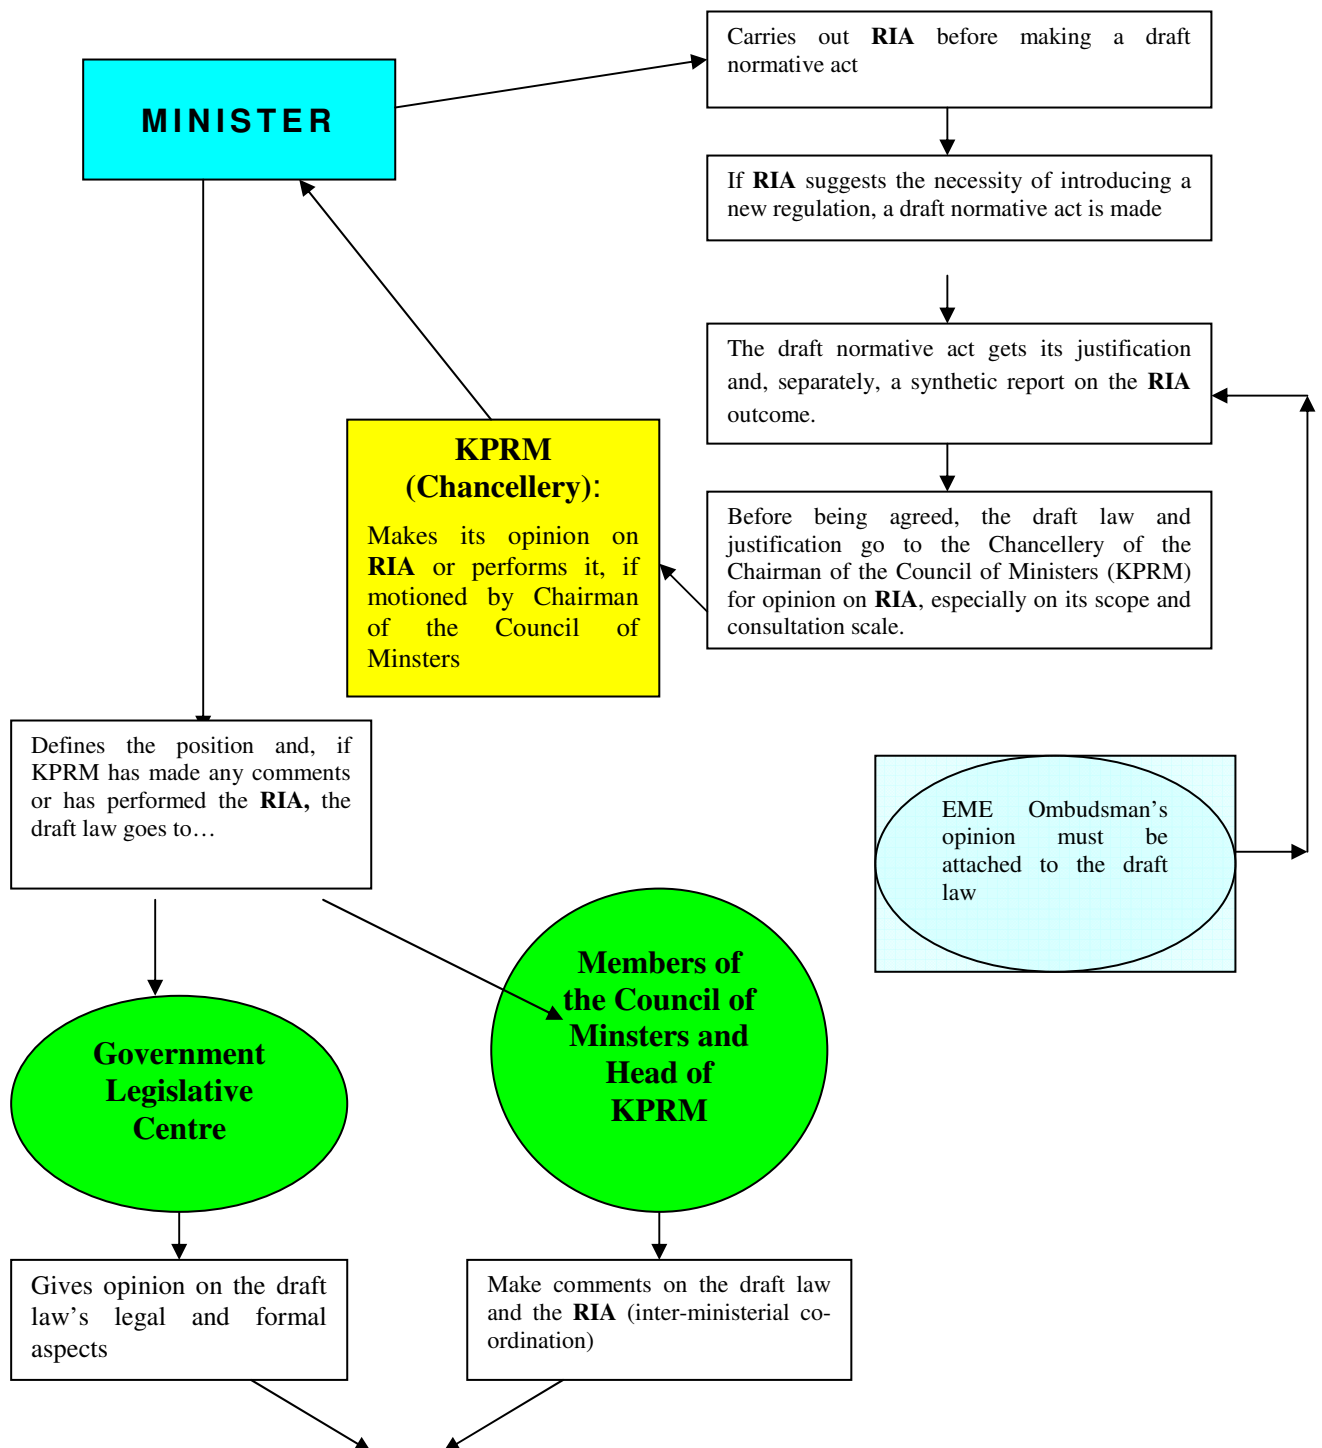 MINISTER
Carries out RIA before making a draft
normative act
If RIA suggests the necessity of introducing a
new regulation, a draft normative act is made
The draft normative act gets its justification
and, separately, a synthetic report on the RIA
outcome.
Before being agreed, the draft law and
justification go to the Chancellery of the
Chairman of the Council of Ministers (KPRM)
for opinion on RIA, especially on its scope and
consultation scale.
KPRM
(Chancellery):
Makes its opinion on
RIA or performs it, if
motioned by Chairman
of the Council of
Minsters
Defines the position and, if
KPRM has made any comments
or has performed the RIA, the
draft law goes to…
EME Ombudsman’s
opinion must be
attached to the draft
law
Government
Legislative
Centre
Members of
the Council of
Minsters and
Head of
KPRM
Gives opinion on the draft
law’s legal and formal
aspects
Make comments on the draft law
and the RIA (inter-ministerial co-
ordination)